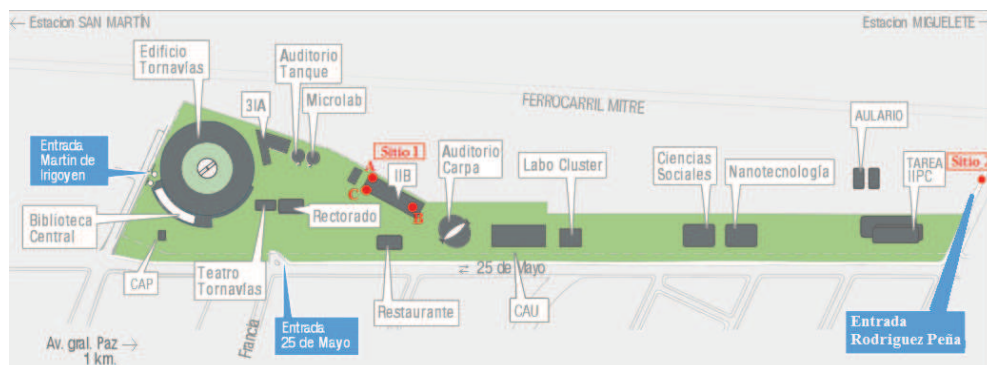 ← Estacion SAN MARTÍN
Estacion MIGUELETE →
Edificio
Tornavías
Auditorio
Tanque
3IA
Microlab
FERROCARRIL MITRE
Entrada
Martín de
Irigoyen
Sitio 1
A
C
IIB
B
Auditorio
Carpa
Labo Cluster
Ciencias
Sociales
Nanotecnología
AULARIO
TAREA
IIPC
Sitio 2
Biblioteca
Central
Rectorado
CAP
Teatro
Tornavías
Restaurante
⇄ 25 de Mayo
CAU
Francia
Entrada
25 de Mayo
Entrada
Rodriguez Peña
Av. gral. Paz →
1 km.